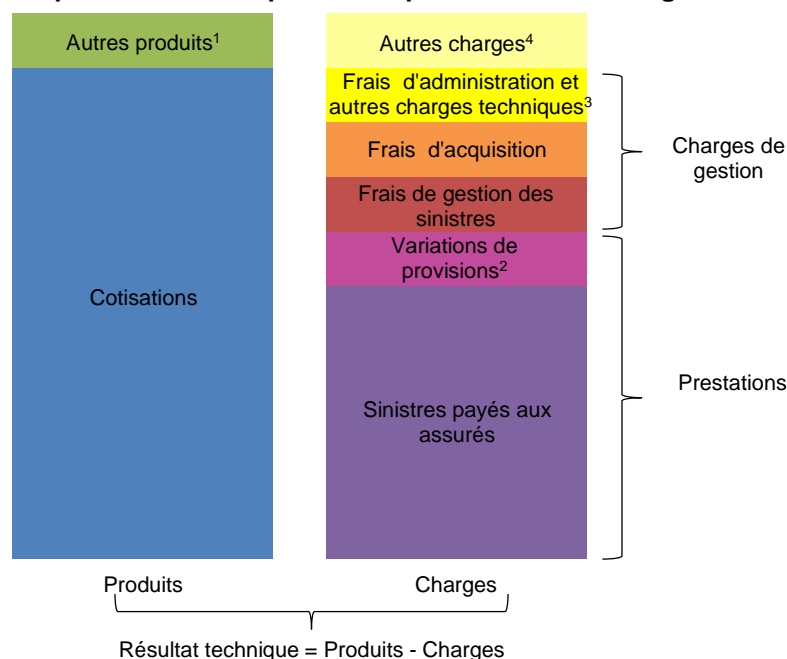 Autres produits¹
Autres charges⁴
Frais d'administration et
autres charges techniques³
Frais d'acquisition
Charges de
gestion
Frais de gestion des
sinistres
Variations de
provisions²
Cotisations
Sinistres payés aux
assurés
Prestations
Produits
Charges
Résultat technique = Produits - Charges